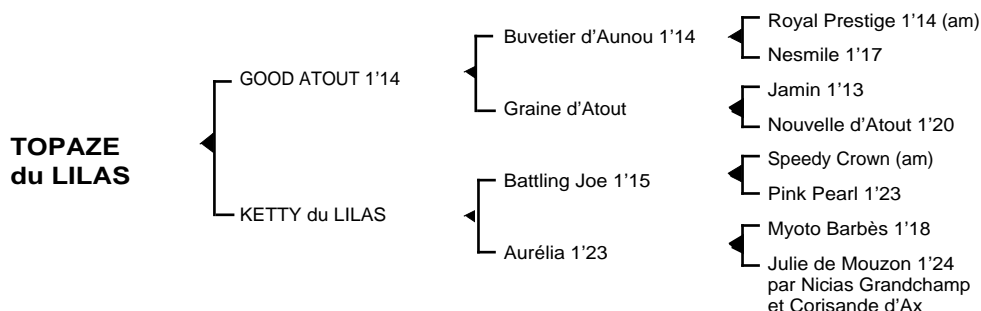 TOPAZE
du LILAS
GOOD ATOUT 1’14
KETTY du LILAS
Buvetier d’Aunou 1’14
Graine d’Atout
Battling Joe 1’15
Aurélia 1’23
Royal Prestige 1’14 (am)
Nesmile 1’17
Jamin 1’13
Nouvelle d’Atout 1’20
Speedy Crown (am)
Pink Pearl 1’23
Myoto Barbès 1’18
Julie de Mouzon 1’24
par Nicias Grandchamp
et Corisande d’Ax